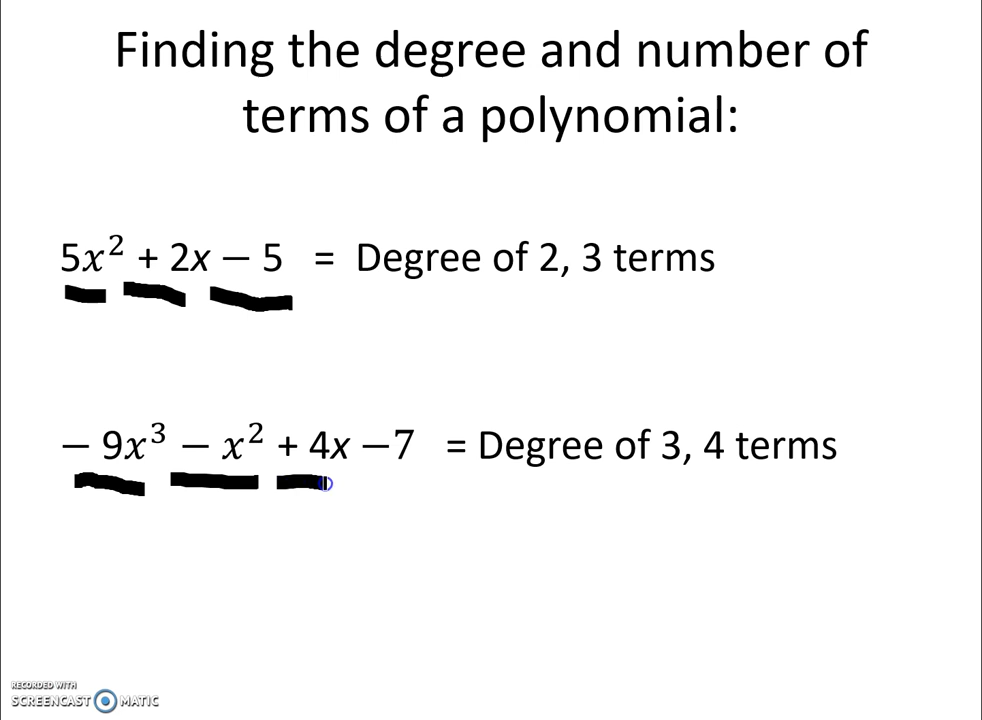 Finding the degree and number of
terms of a polynomial:
5x² + 2x – 5 = Degree of 2, 3 terms
– 9x³ – x² + 4x –7 = Degree of 3, 4 terms
RECORDED WITH
SCREENCAST MATIC